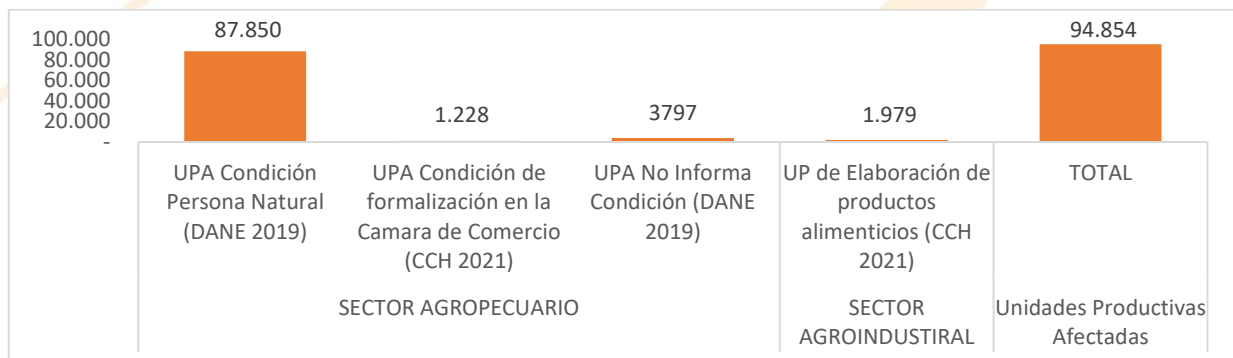 100.000
80.000
60.000
40.000
20.000
-
87.850
1.228
3797
1.979
94.854
UPA Condición
Persona Natural
(DANE 2019)
UPA Condición de
formalización en la
Camara de Comercio
(CCH 2021)
UPA No Informa
Condición (DANE
2019)
UP de Elaboración de
productos
alimenticios (CCH
2021)
TOTAL
SECTOR AGROPECUARIO
SECTOR
AGROINDUSTIRAL
Unidades Productivas
Afectadas